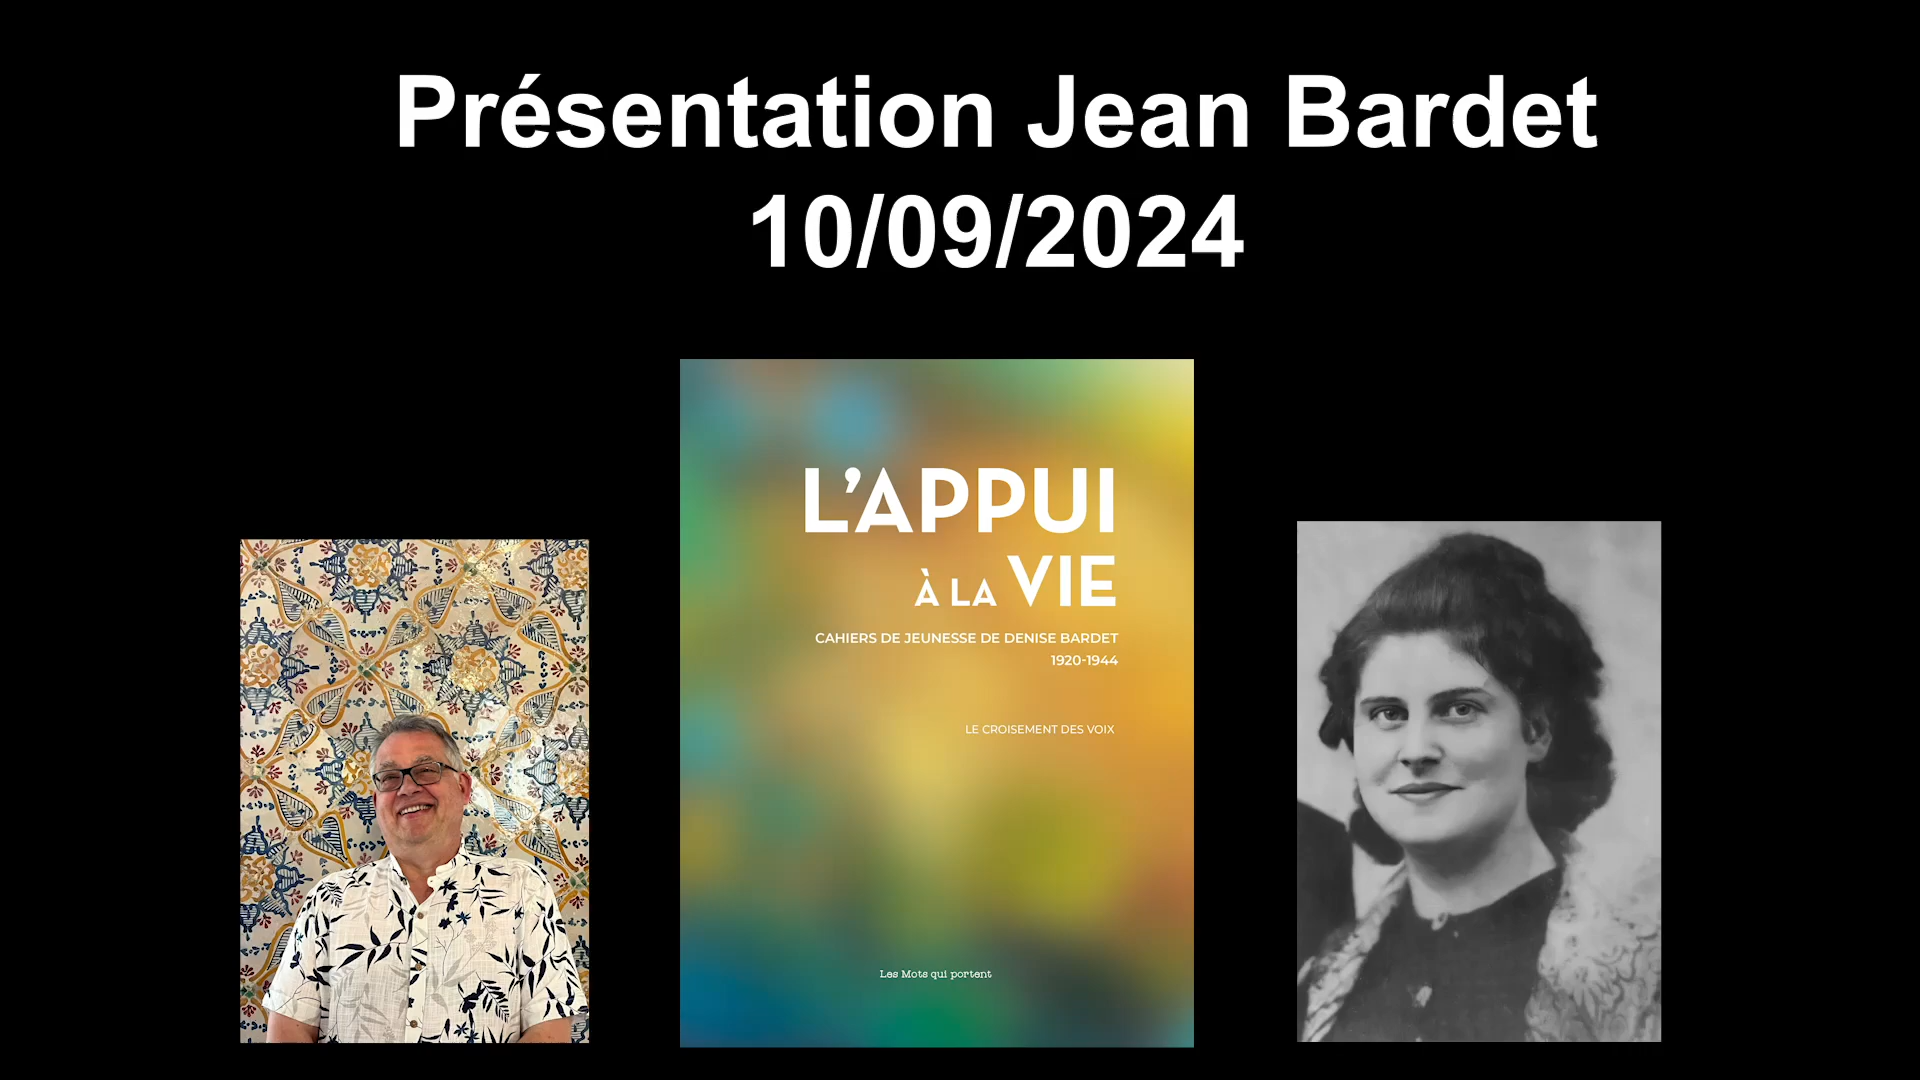 Présentation Jean Bardet
10/09/2024
L’APPUI
À LA VIE
CAHIERS DE JEUNESSE DE DENISE BARDET
1920-1944
LE CROISEMENT DES VOIX
Les Mots qui portent